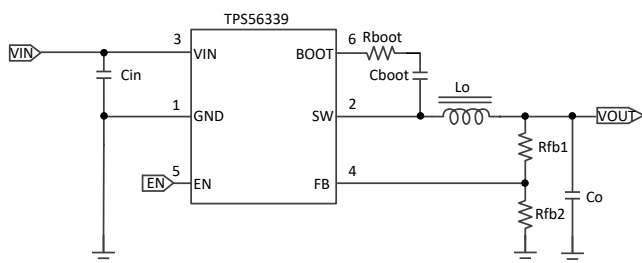 TPS56339
VIN
3
VIN
BOOT
6
Rboot
Cboot
Cin
1
GND
SW
2
Lo
VOUT
Rfb1
EN
5
EN
FB
4
Rfb2
Co